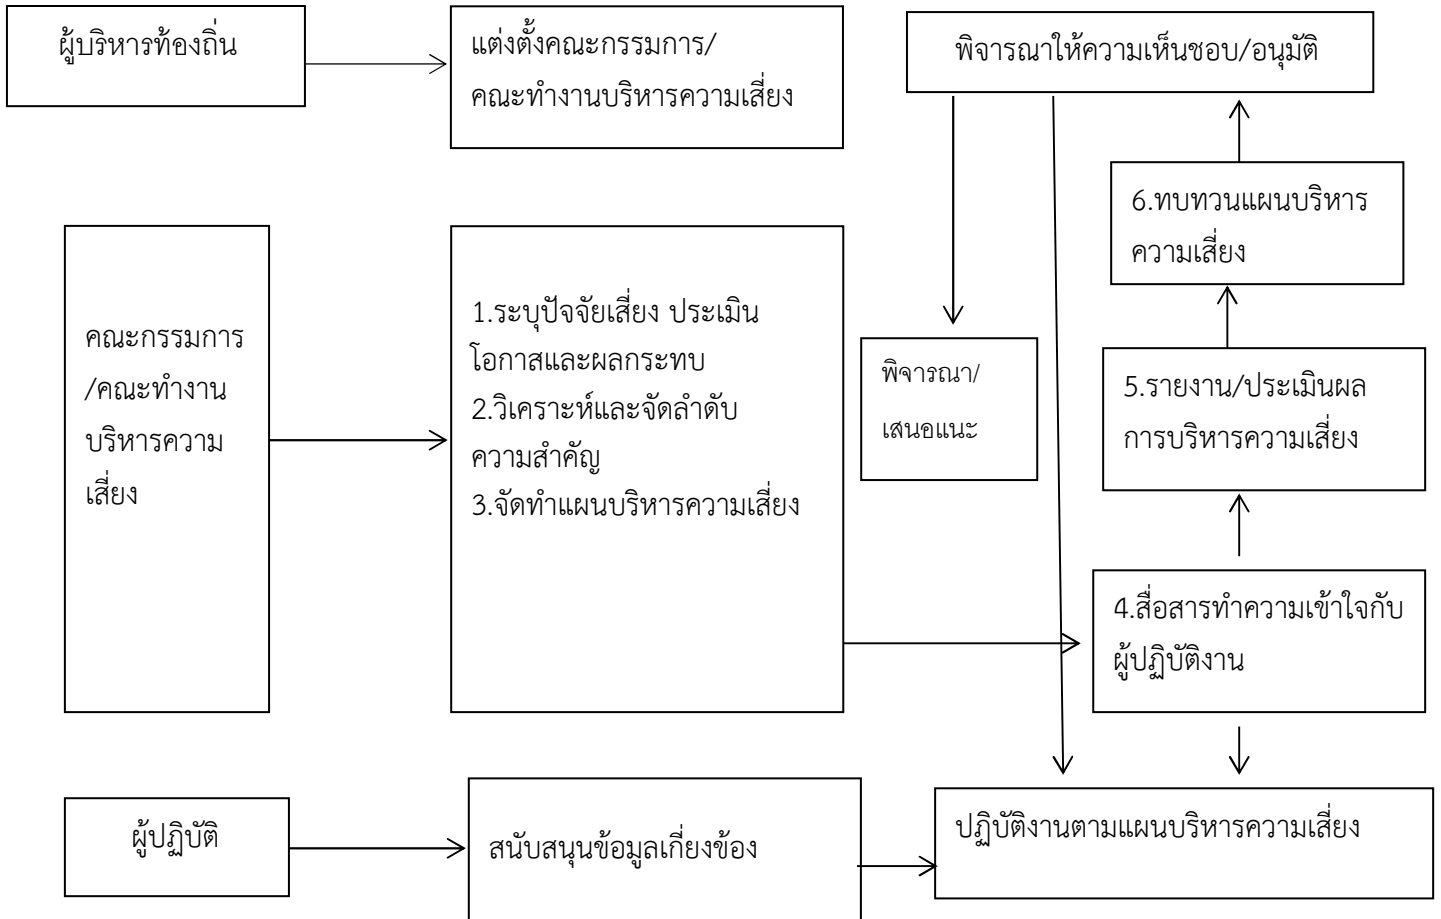 ผู้บริหารท้องถิ่น
แต่งตั้งคณะกรรมการ/
คณะทำงานบริหารความเสี่ยง
พิจารณาให้ความเห็นชอบ/อนุมัติ
6.ทบทวนแผนบริหาร
ความเสี่ยง
คณะกรรมการ
/คณะทำงาน
บริหารความ
เสี่ยง
1.ระบุปัจจัยเสี่ยง ประเมิน
โอกาสและผลกระทบ
2.วิเคราะห์และจัดลำดับ
ความสำคัญ
3.จัดทำแผนบริหารความเสี่ยง
พิจารณา/
เสนอแนะ
5.รายงาน/ประเมินผล
การบริหารความเสี่ยง
4.สื่อสารทำความเข้าใจกับ
ผู้ปฏิบัติงาน
ผู้ปฏิบัติ
สนับสนุนข้อมูลเกี่ยงข้อง
ปฏิบัติงานตามแผนบริหารความเสี่ยง